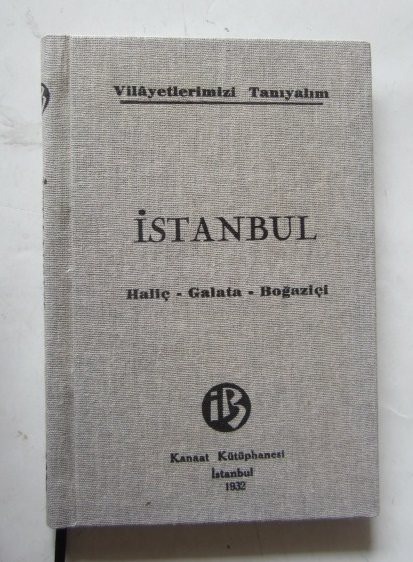 Vilâyetlerimizi Tanıyalım
İSTANBUL
Haliç - Galata - Boğaziçi
İB
Kanaat Kütüphanesi
İstanbul
1932